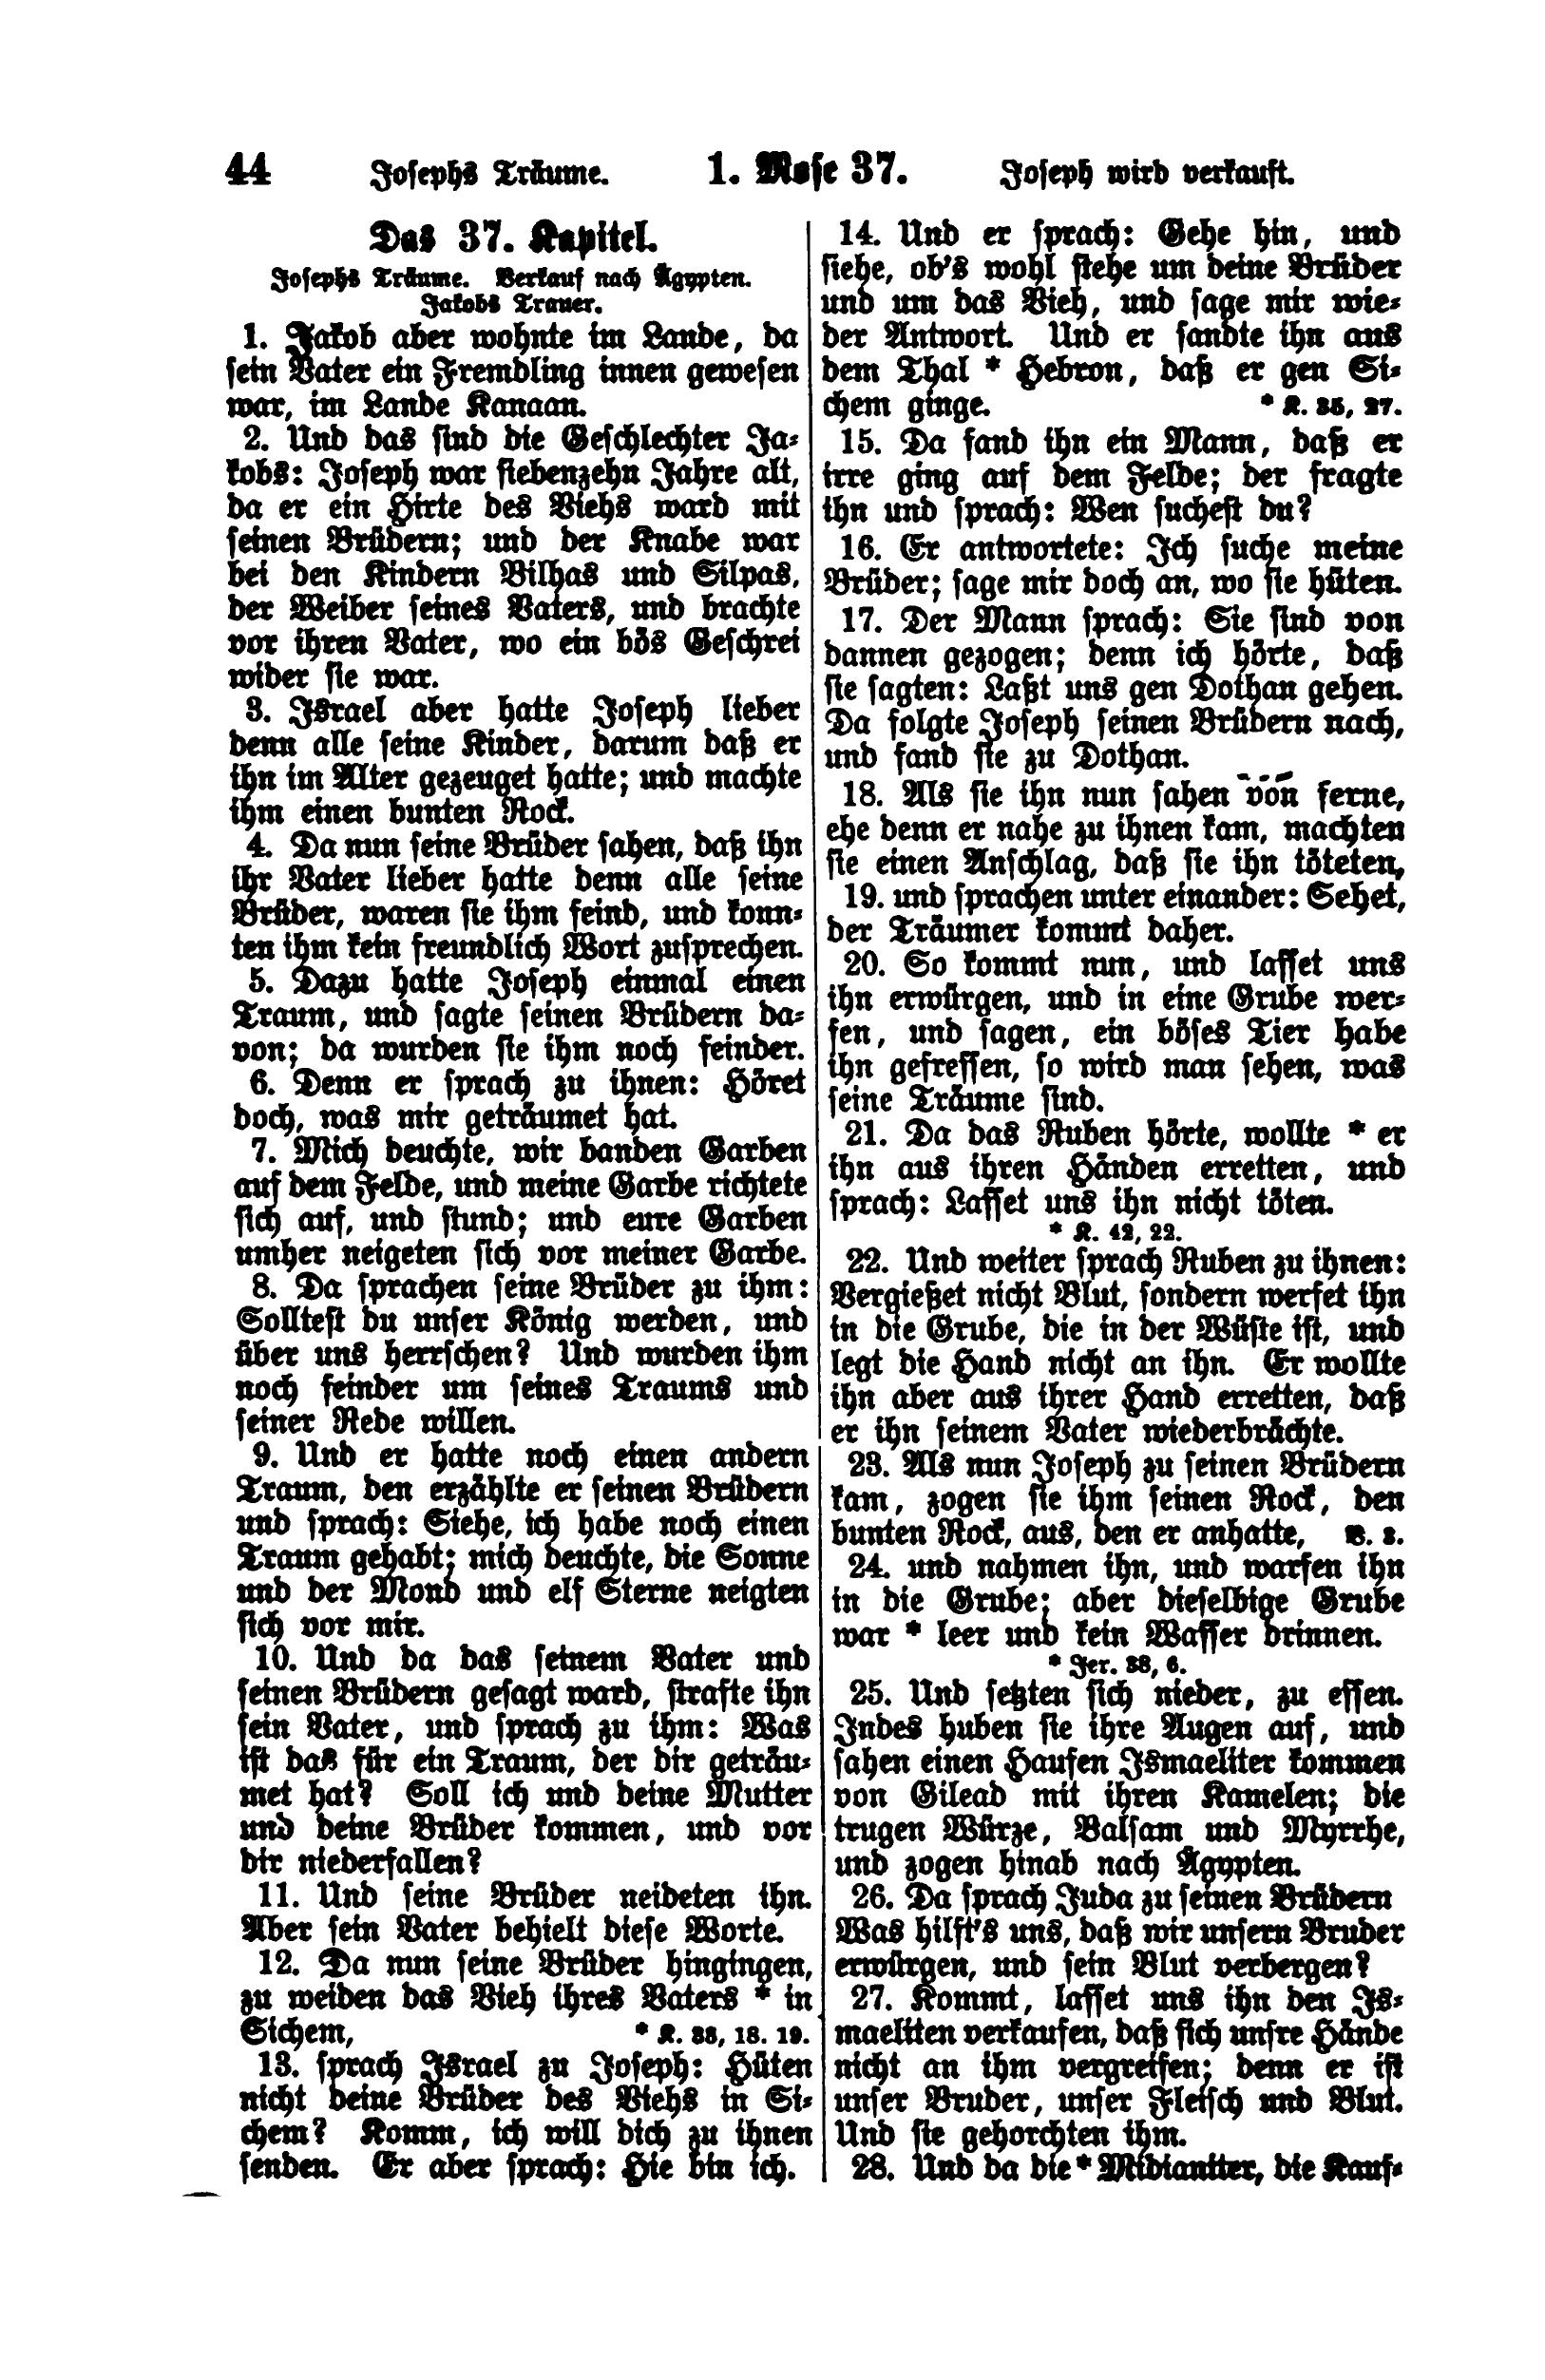 44 Josephs Träume. 1. Mose 37. Joseph wird verkauft.
Das 37. Kapitel.
Josephs Träume. Verkauf nach Ägypten.
Jakobs Trauer.
1. Jakob aber wohnte im Lande, da
sein Vater ein Fremdling innen gewesen
war, im Lande Kanaan.
2. Und das sind die Geschlechter Ja-
kobs: Joseph war siebenzehn Jahre alt,
da er ein Hirte des Viehs ward mit
seinen Brüdern; und der Knabe war
bei den Kindern Bilhas und Silpas,
der Weiber seines Vaters, und brachte
vor ihren Vater, wo ein bös Geschrei
wider sie war.
3. Israel aber hatte Joseph lieber
denn alle seine Kinder, darum daß er
ihn im Alter gezeuget hatte; und machte
ihm einen bunten Rock.
4. Da nun seine Brüder sahen, daß ihn
ihr Vater lieber hatte denn alle seine
Brüder, waren sie ihm feind, und konn-
ten ihm kein freundlich Wort zusprechen.
5. Dazu hatte Joseph einmal einen
Traum, und sagte seinen Brüdern da-
von; da wurden sie ihm noch feinder.
6. Denn er sprach zu ihnen: Höret
doch, was mir geträumet hat.
7. Mich deuchte, wir banden Garben
auf dem Felde, und meine Garbe richtete
sich auf, und stund; und eure Garben
umher neigeten sich vor meiner Garbe.
8. Da sprachen seine Brüder zu ihm:
Solltest du unser König werden, und
über uns herrschen? Und wurden ihm
noch feinder um seines Traums und
seiner Rede willen.
9. Und er hatte noch einen andern
Traum, den erzählte er seinen Brüdern
und sprach: Siehe, ich habe noch einen
Traum gehabt; mich deuchte, die Sonne
und der Mond und elf Sterne neigten
sich vor mir.
10. Und da das seinem Vater und
seinen Brüdern gesagt ward, strafte ihn
sein Vater, und sprach zu ihm: Was
ist das für ein Traum, der dir geträu-
met hat? Soll ich und deine Mutter
und deine Brüder kommen, und vor
dir niederfallen?
11. Und seine Brüder neideten ihn.
Aber sein Vater behielt diese Worte.
12. Da nun seine Brüder hingingen,
zu weiden das Vieh ihres Vaters * in
Sichem, * K. 33, 18. 19.
13. sprach Israel zu Joseph: Hüten
nicht deine Brüder des Viehs in Si-
chem? Komm, ich will dich zu ihnen
senden. Er aber sprach: Hie bin ich.
14. Und er sprach: Gehe hin, und
siehe, ob's wohl stehe um deine Brüder
und um das Vieh, und sage mir wie-
der Antwort. Und er sandte ihn aus
dem Thal * Hebron, daß er gen Si-
chem ginge. * K. 35, 27.
15. Da fand ihn ein Mann, daß er
irre ging auf dem Felde; der fragte
ihn und sprach: Wen suchest du?
16. Er antwortete: Ich suche meine
Brüder; sage mir doch an, wo sie hüten.
17. Der Mann sprach: Sie sind von
dannen gezogen; denn ich hörte, daß
sie sagten: Laßt uns gen Dothan gehen.
Da folgte Joseph seinen Brüdern nach,
und fand sie zu Dothan.
18. Als sie ihn nun sahen von ferne,
ehe denn er nahe zu ihnen kam, machten
sie einen Anschlag, daß sie ihn töteten,
19. und sprachen unter einander: Sehet,
der Träumer kommt daher.
20. So kommt nun, und lasset uns
ihn erwürgen, und in eine Grube wer-
fen, und sagen, ein böses Tier habe
ihn gefressen, so wird man sehen, was
seine Träume sind.
21. Da das Ruben hörte, wollte * er
ihn aus ihren Händen erretten, und
sprach: Lasset uns ihn nicht töten.
* K. 42, 22.
22. Und weiter sprach Ruben zu ihnen:
Vergießet nicht Blut, sondern werfet ihn
in die Grube, die in der Wüste ist, und
legt die Hand nicht an ihn. Er wollte
ihn aber aus ihrer Hand erretten, daß
er ihn seinem Vater wiederbrächte.
23. Als nun Joseph zu seinen Brüdern
kam, zogen sie ihm seinen Rock, den
bunten Rock, aus, den er anhatte, V. 3.
24. und nahmen ihn, und warfen ihn
in die Grube; aber dieselbige Grube
war * leer und kein Wasser drinnen.
* Jer. 38, 6.
25. Und setzten sich nieder, zu essen.
Indes huben sie ihre Augen auf, und
sahen einen Haufen Ismaeliter kommen
von Gilead mit ihren Kamelen; die
trugen Würze, Balsam und Myrrhe,
und zogen hinab nach Ägypten.
26. Da sprach Juda zu seinen Brüdern
Was hilft's uns, daß wir unsern Bruder
erwürgen, und sein Blut verbergen?
27. Kommt, lasset uns ihn den Is-
maeliten verkaufen, daß sich unsre Hände
nicht an ihm vergreifen; denn er ist
unser Bruder, unser Fleisch und Blut.
Und sie gehorchten ihm.
28. Und da die * Midianiter, die Kauf-